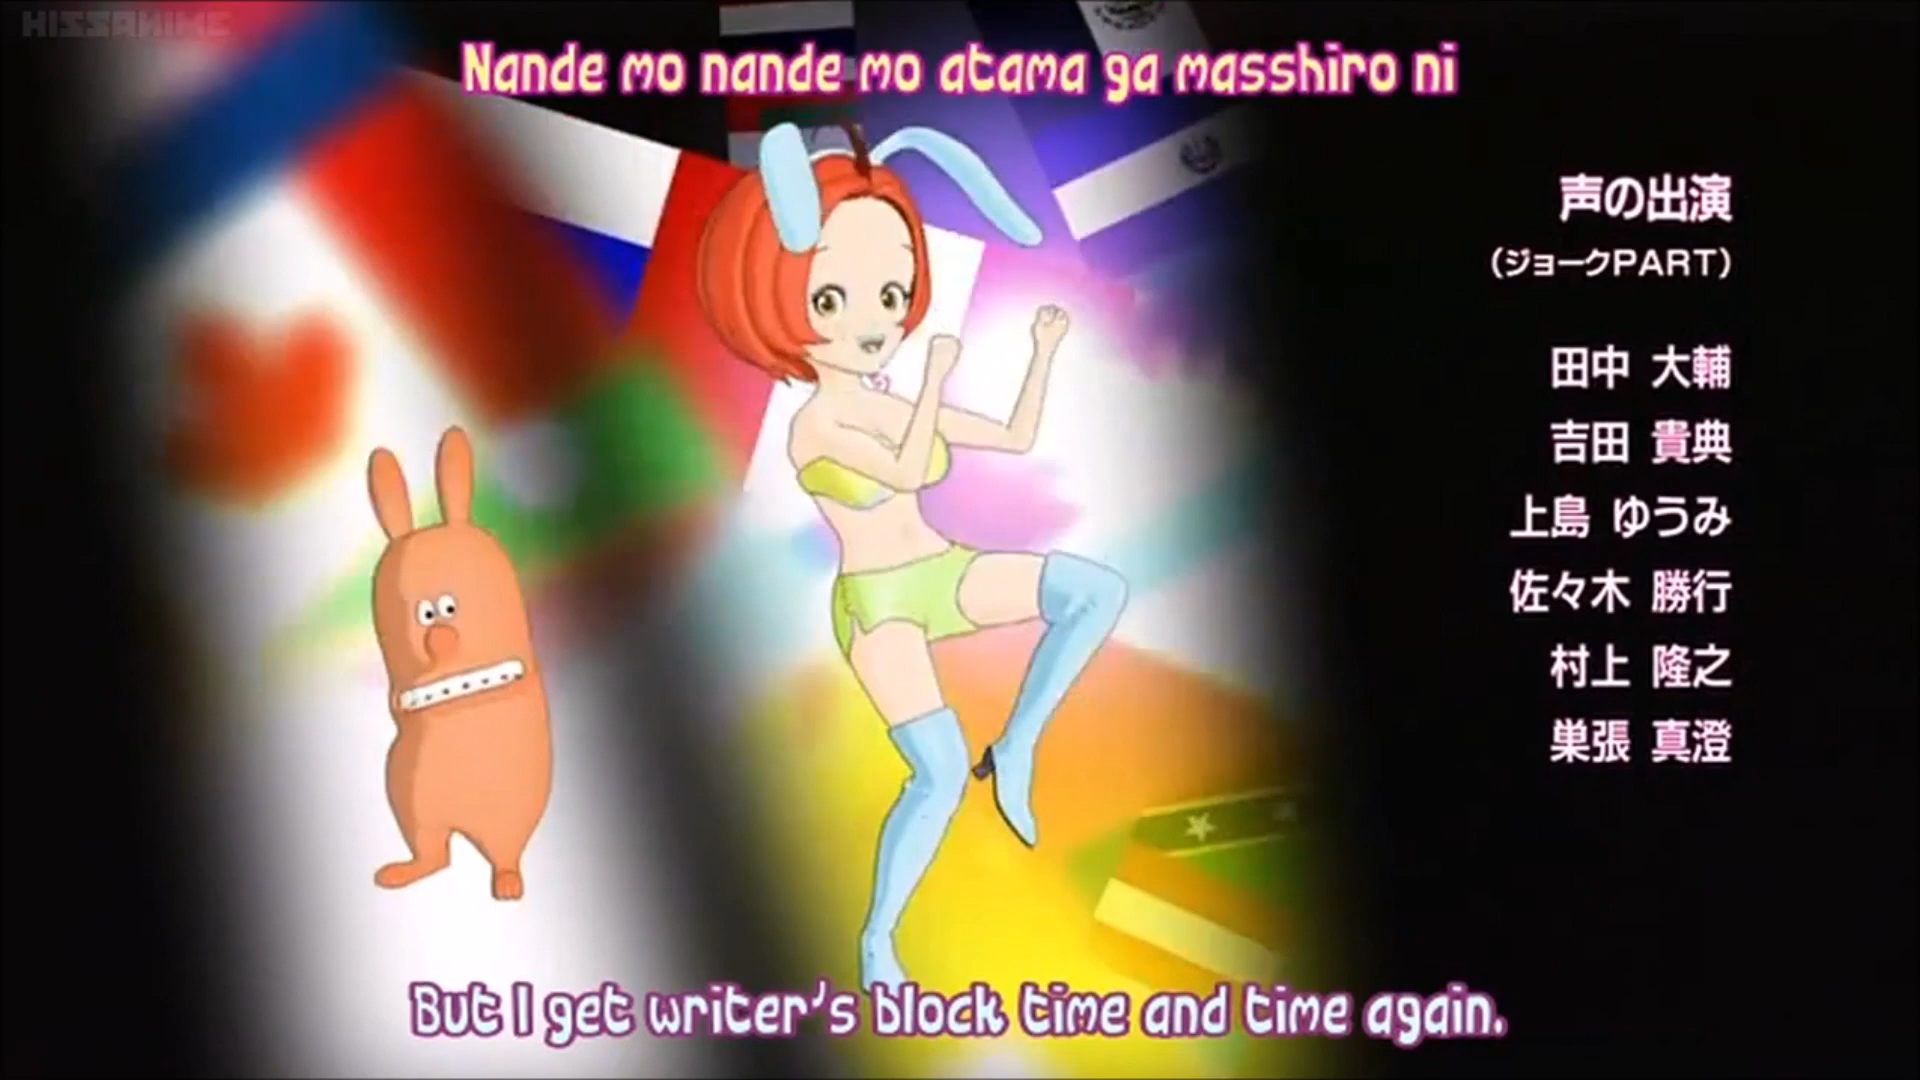 HISSANIME
Nande mo nande mo atama ga masshiro ni
声の出演
（ジョークPART）
田中 大輔
吉田 貴典
上島 ゆうみ
佐々木 勝行
村上 隆之
巣張 真澄
But I get writer's block time and time again.